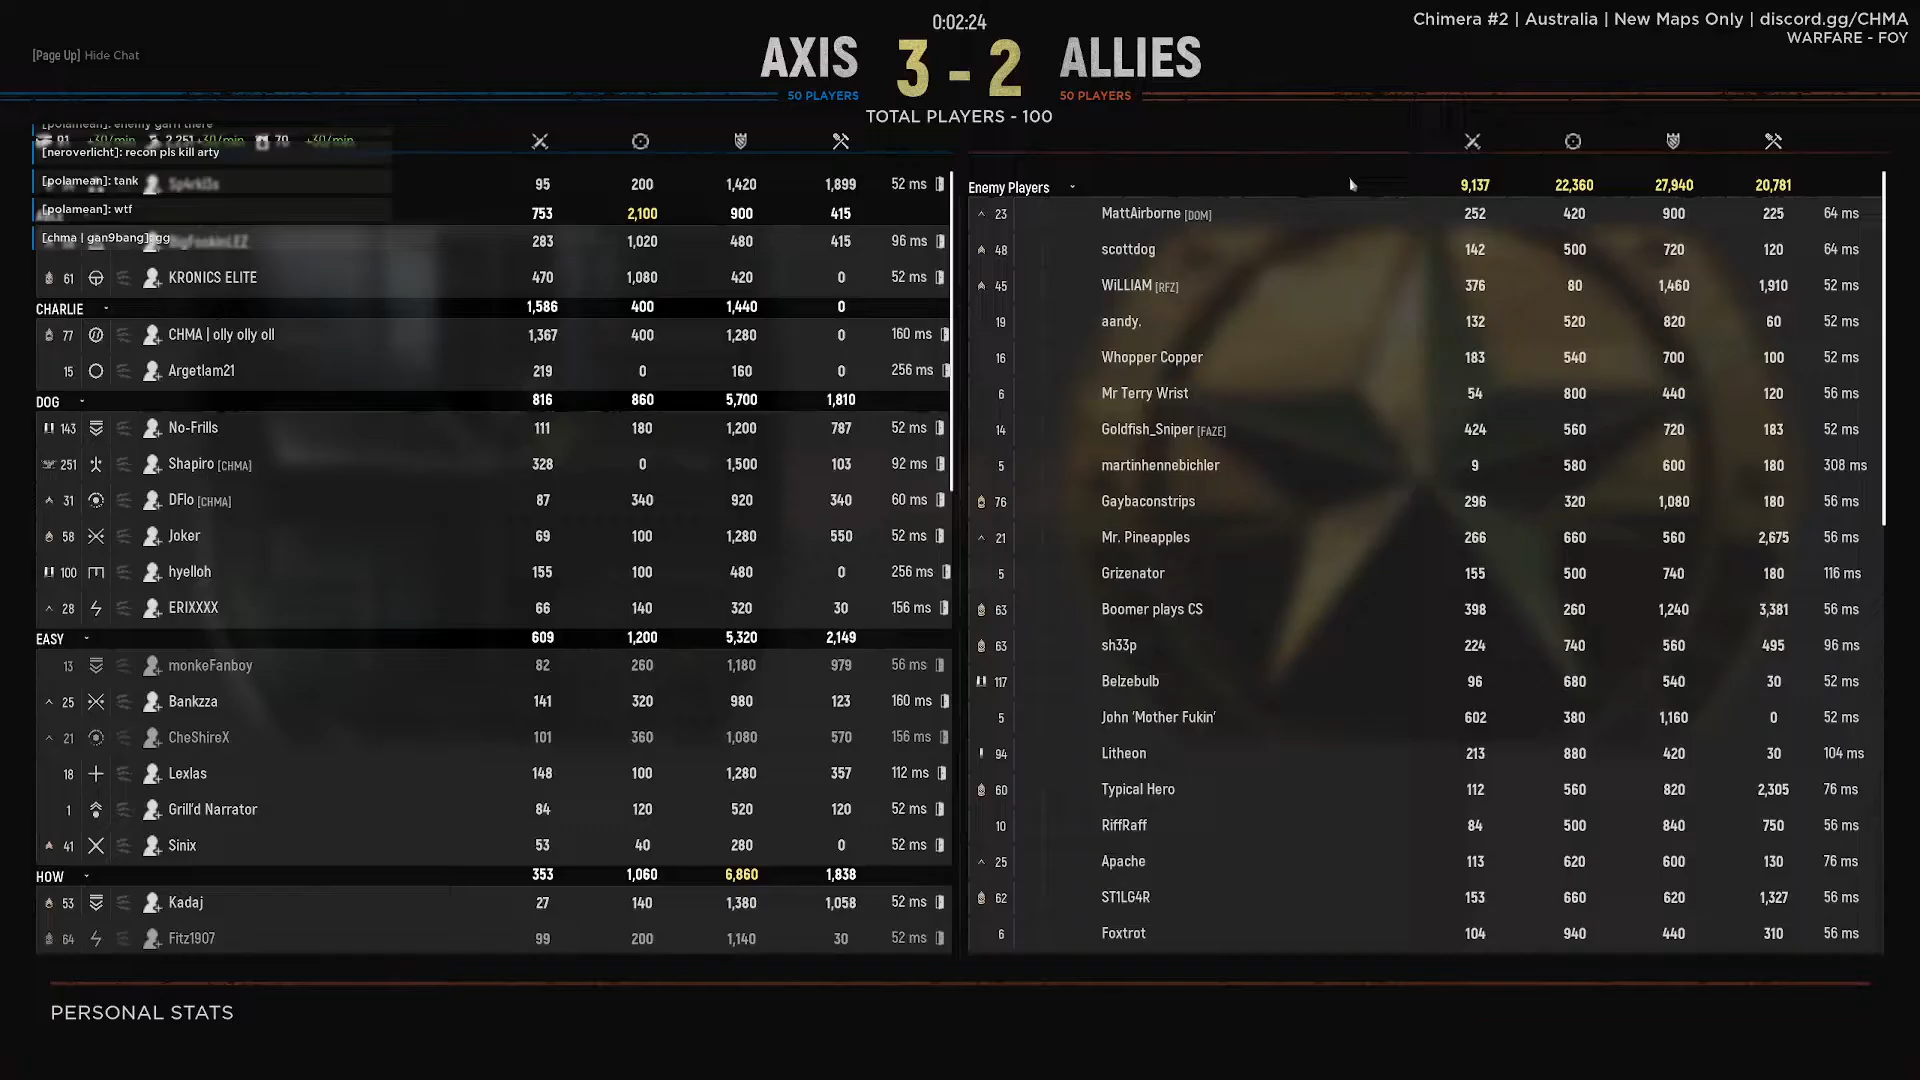 0:02:24
Chimera #2 | Australia | New Maps Only | discord.gg/CHMA
WARFARE - FOY
[Page Up] Hide Chat
AXIS 3 - 2 ALLIES
50 PLAYERS 50 PLAYERS
TOTAL PLAYERS - 100
[polamean]: enemy garn there
91 +30/min 2,251 +30/min 70 +30/min
[neroverlicht]: recon pls kill arty
[polamean]: tank
95 200 1,420 1,899 52 ms
[polamean]: wtf
753 2,100 900 415
[chma | gan9bang]: gg
283 1,020 480 415 96 ms
61 KRONICS ELITE 470 1,080 420 0 52 ms
CHARLIE 1,586 400 1,440 0
77 CHMA | olly olly oll 1,367 400 1,280 0 160 ms
15 Argetlam21 219 0 160 0 256 ms
DOG 816 860 5,700 1,810
143 No-Frills 111 180 1,200 787 52 ms
251 Shapiro [CHMA] 328 0 1,500 103 92 ms
31 DFlo [CHMA] 87 340 920 340 60 ms
58 Joker 69 100 1,280 550 52 ms
100 hyelloh 155 100 480 0 256 ms
28 ERIXXXX 66 140 320 30 156 ms
EASY 609 1,200 5,320 2,149
13 monkeFanboy 82 260 1,180 979 56 ms
25 Bankzza 141 320 980 123 160 ms
21 CheShireX 101 360 1,080 570 156 ms
18 Lexlas 148 100 1,280 357 112 ms
1 Grill'd Narrator 84 120 520 120 52 ms
41 Sinix 53 40 280 0 52 ms
HOW 353 1,060 6,860 1,838
53 Kadaj 27 140 1,380 1,058 52 ms
64 Fitz1907 99 200 1,140 30 52 ms
Enemy Players 9,137 22,360 27,940 20,781
23 MattAirborne [DOM] 252 420 900 225 64 ms
48 scottdog 142 500 720 120 64 ms
45 WiLLIAM [RFZ] 376 80 1,460 1,910 52 ms
19 aandy. 132 520 820 60 52 ms
16 Whopper Copper 183 540 700 100 52 ms
6 Mr Terry Wrist 54 800 440 120 56 ms
14 Goldfish_Sniper [FAZE] 424 560 720 183 52 ms
5 martinhennebichler 9 580 600 180 308 ms
76 Gaybaconstrips 296 320 1,080 180 56 ms
21 Mr. Pineapples 266 660 560 2,675 56 ms
5 Grizenator 155 500 740 180 116 ms
63 Boomer plays CS 398 260 1,240 3,381 56 ms
63 sh33p 224 740 560 495 96 ms
117 Belzebulb 96 680 540 30 52 ms
5 John 'Mother Fukin' 602 380 1,160 0 52 ms
94 Litheon 213 880 420 30 104 ms
60 Typical Hero 112 560 820 2,305 76 ms
10 RiffRaff 84 500 840 750 56 ms
25 Apache 113 620 600 130 76 ms
62 ST1LG4R 153 660 620 1,327 56 ms
6 Foxtrot 104 940 440 310 56 ms
PERSONAL STATS